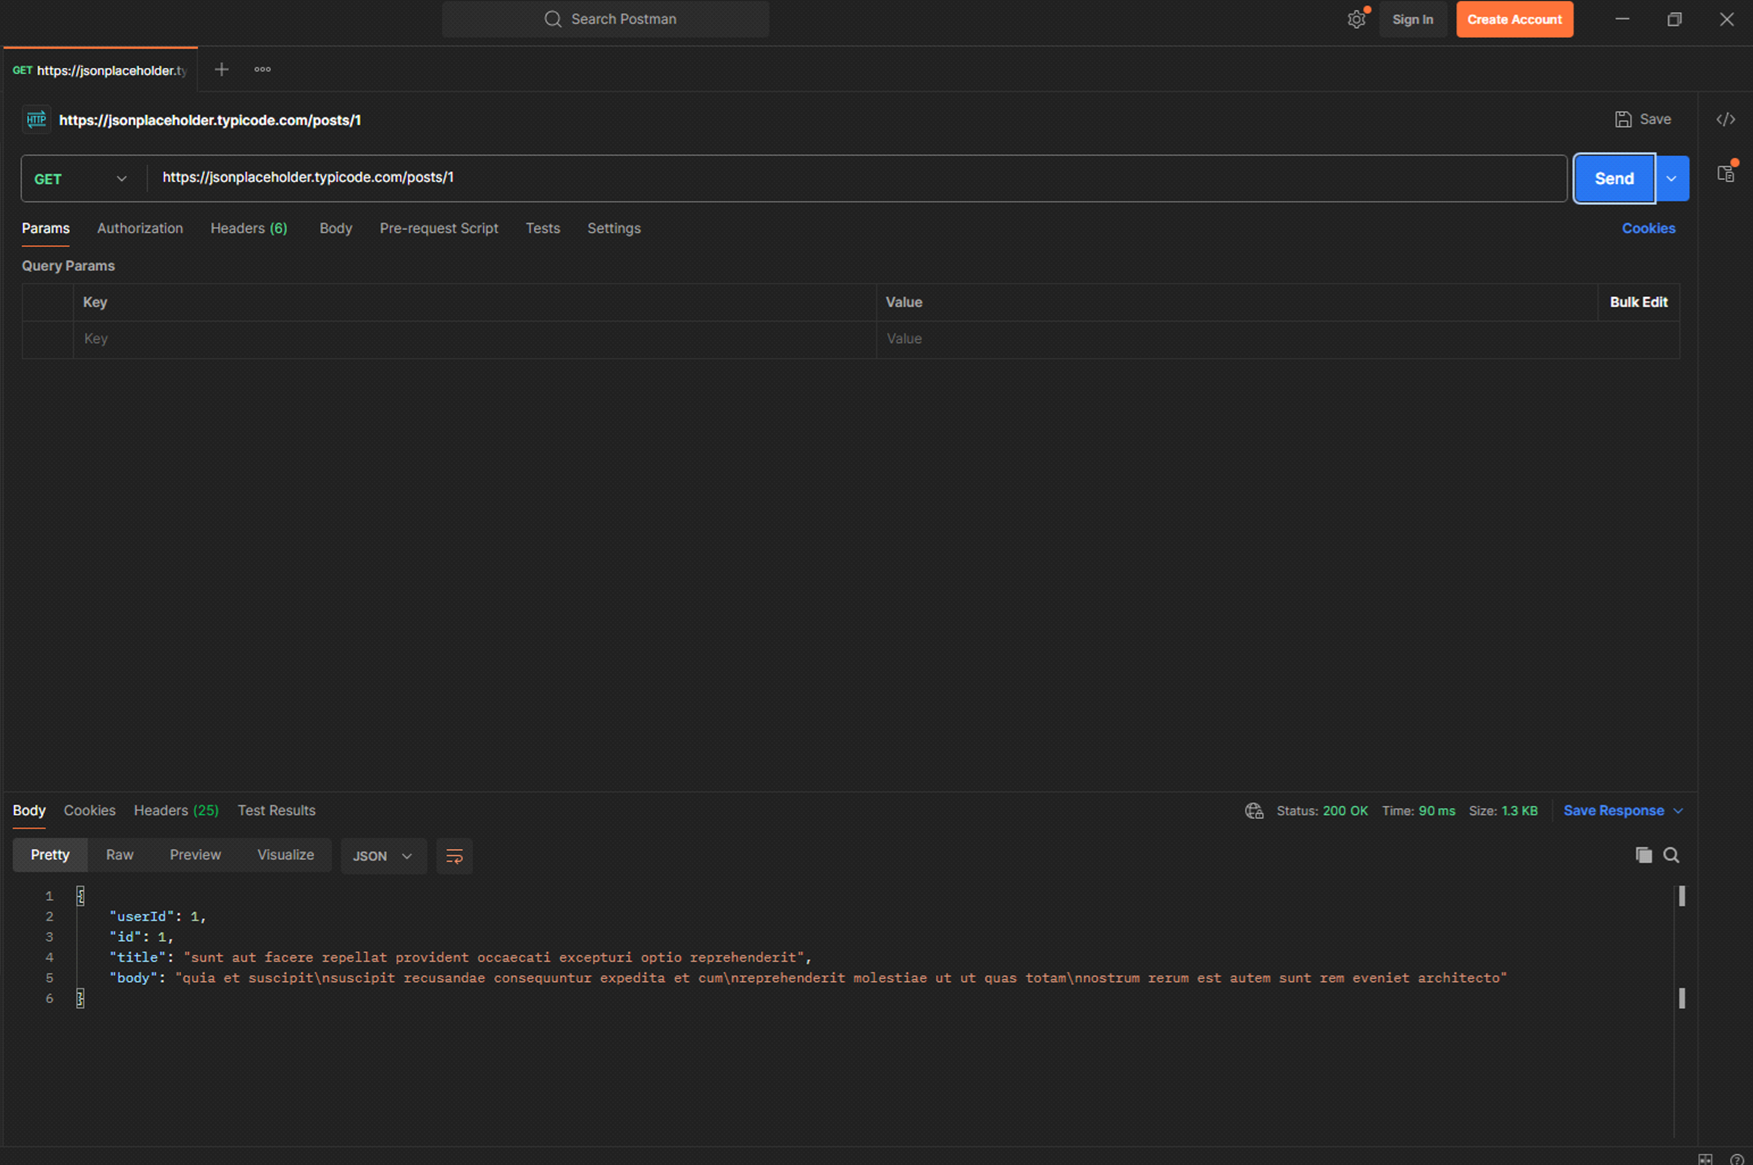 Search Postman
Sign In
Create Account
GET https://jsonplaceholder.ty
HTTP https://jsonplaceholder.typicode.com/posts/1
Save
</>
GET https://jsonplaceholder.typicode.com/posts/1
Send
Params Authorization Headers (6) Body Pre-request Script Tests Settings Cookies
Query Params
Key Value Bulk Edit
Key Value
Body Cookies Headers (25) Test Results Status: 200 OK Time: 90 ms Size: 1.3 KB Save Response
Pretty Raw Preview Visualize JSON
1 {
2 "userId": 1,
3 "id": 1,
4 "title": "sunt aut facere repellat provident occaecati excepturi optio reprehenderit",
5 "body": "quia et suscipit\nsuscipit recusandae consequuntur expedita et cum\nreprehenderit molestiae ut ut quas totam\nnostrum rerum est autem sunt rem eveniet architecto"
6 }